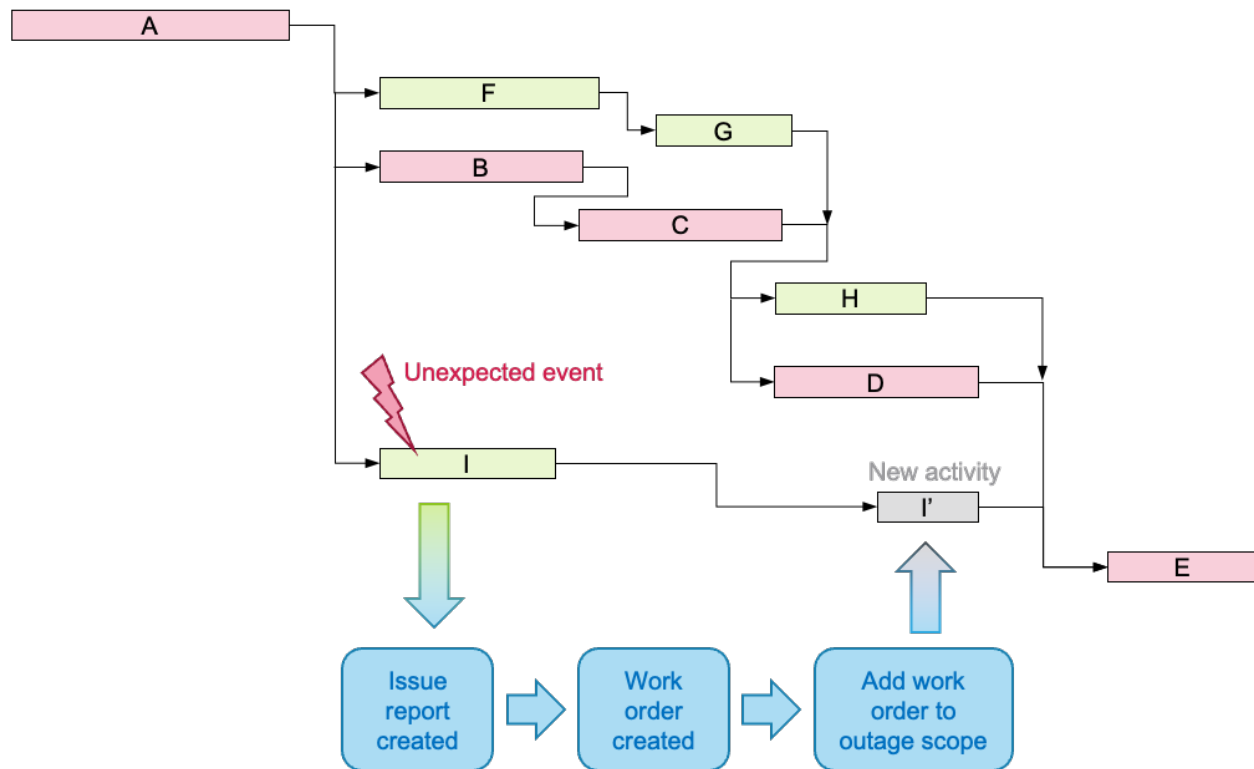 A
F
G
B
C
H
Unexpected event
D
I
New activity
I’
E
Issue
report
created
Work
order
created
Add work
order to
outage scope